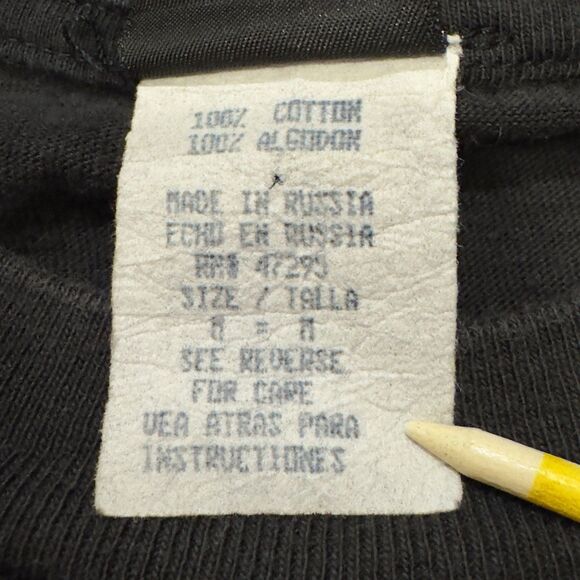 100% COTTON
100% ALGODON
MADE IN RUSSIA
ECHO EN RUSSIA
RN# 47295
SIZE / TALLA
M = M
SEE REVERSE
FOR CARE
VEA ATRAS PARA
INSTRUCTIONES